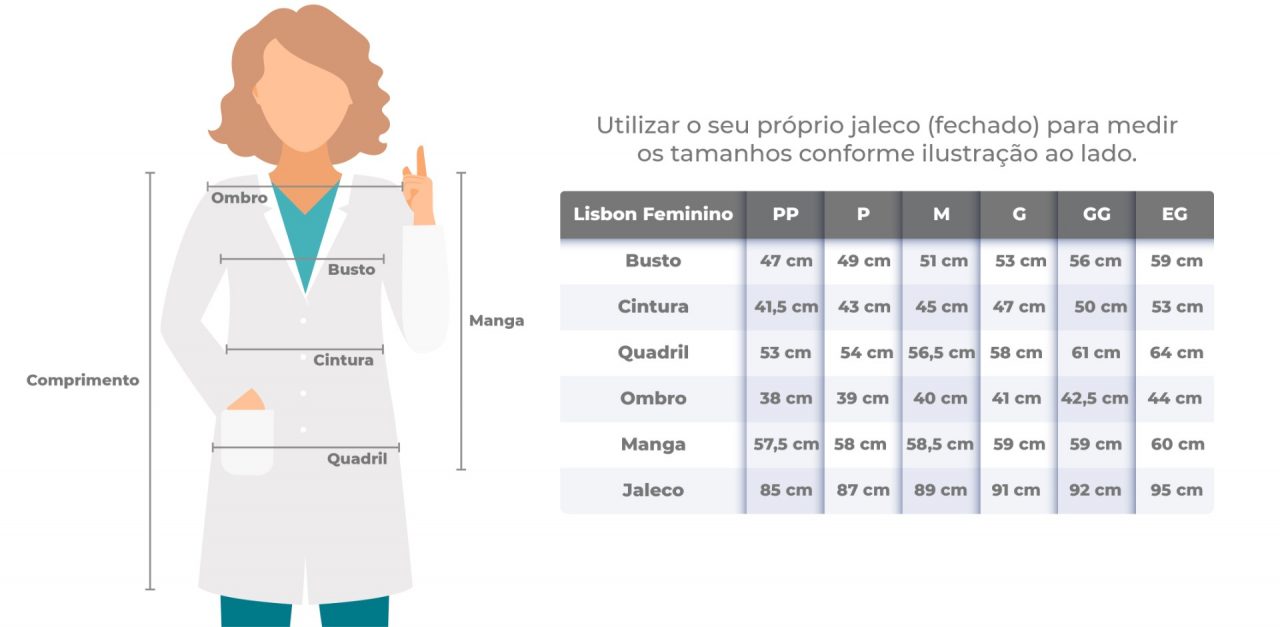 Ombro
Busto
Manga
Cintura
Comprimento
Quadril
Utilizar o seu próprio jaleco (fechado) para medir
os tamanhos conforme ilustração ao lado.
Lisbon Feminino PP P M G GG EG
Busto 47 cm 49 cm 51 cm 53 cm 56 cm 59 cm
Cintura 41,5 cm 43 cm 45 cm 47 cm 50 cm 53 cm
Quadril 53 cm 54 cm 56,5 cm 58 cm 61 cm 64 cm
Ombro 38 cm 39 cm 40 cm 41 cm 42,5 cm 44 cm
Manga 57,5 cm 58 cm 58,5 cm 59 cm 59 cm 60 cm
Jaleco 85 cm 87 cm 89 cm 91 cm 92 cm 95 cm